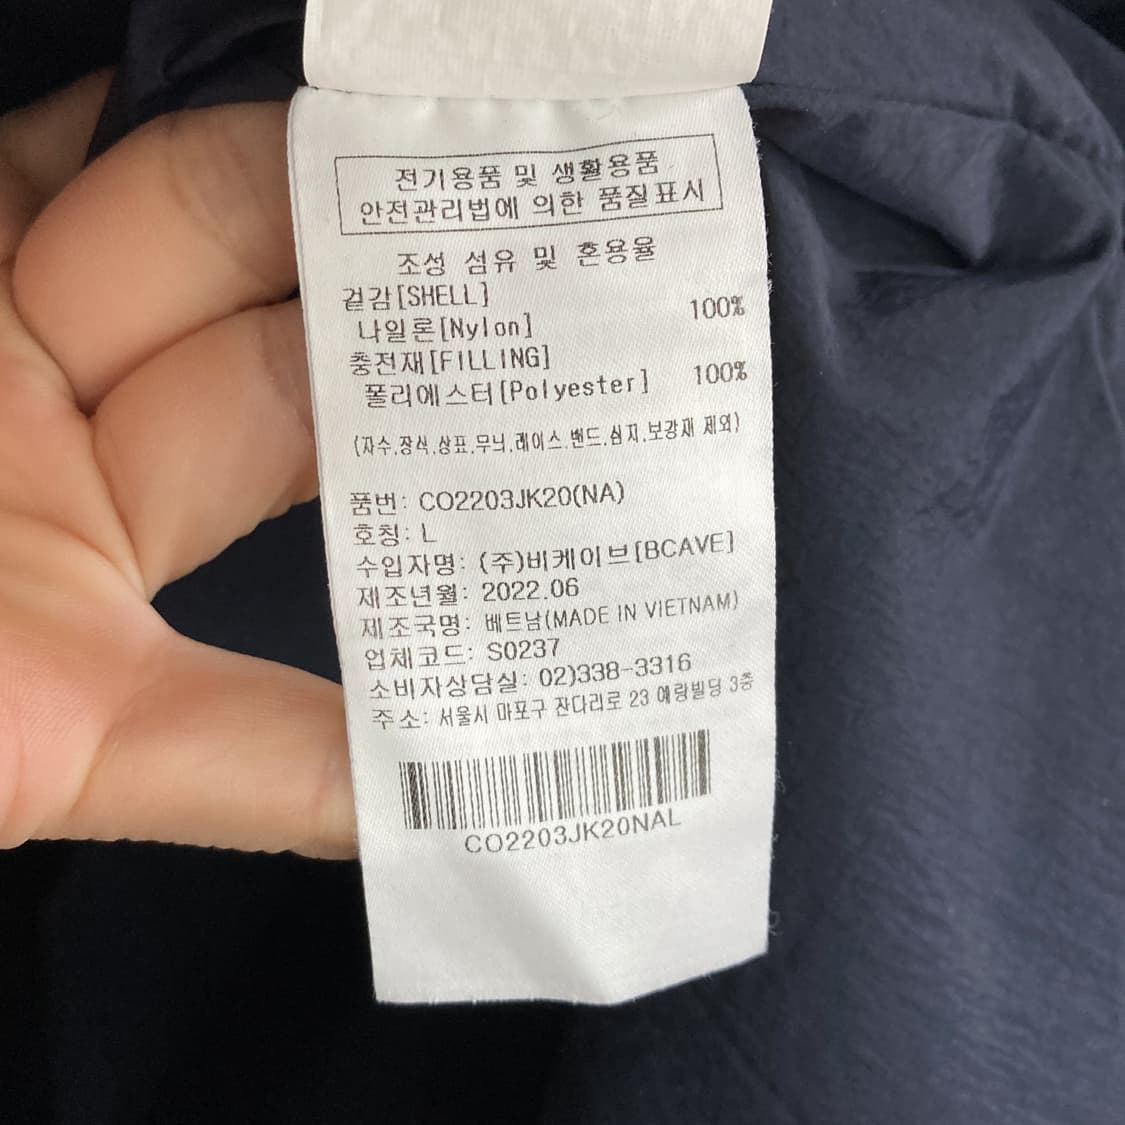 전기용품 및 생활용품
안전관리법에 의한 품질표시
조성 섬유 및 혼용율
겉감[SHELL]
나일론[Nylon] 100%
충전재[FILLING]
폴리에스터[Polyester] 100%
(자수.장식.상표.무늬.레이스.밴드.심지.보강재 제외)
품번: CO2203JK20(NA)
호칭: L
수입자명: (주)비케이브[BCAVE]
제조년월: 2022.06
제조국명: 베트남(MADE IN VIETNAM)
업체코드: S0237
소비자상담실: 02)338-3316
주소: 서울시 마포구 잔다리로 23 예랑빌딩 3층
CO2203JK20NAL